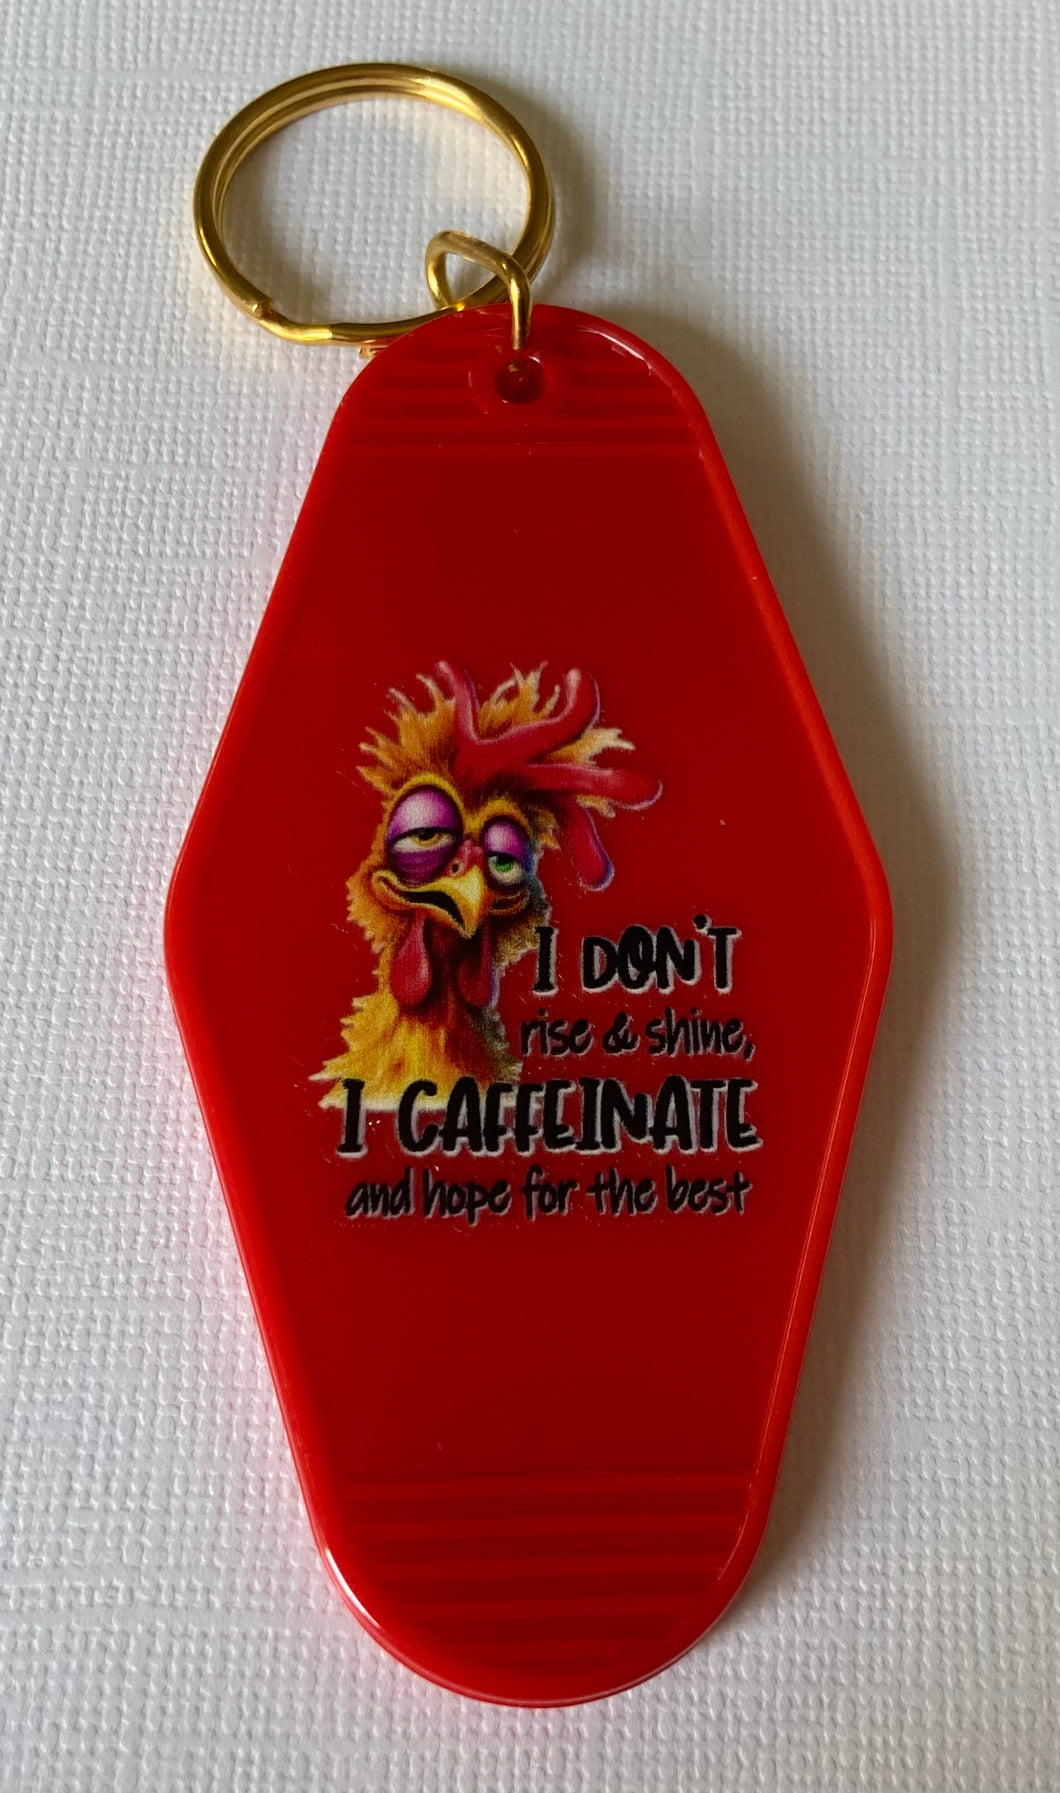 I DON'T
rise & shine,
I CAFFEINATE
and hope for the best